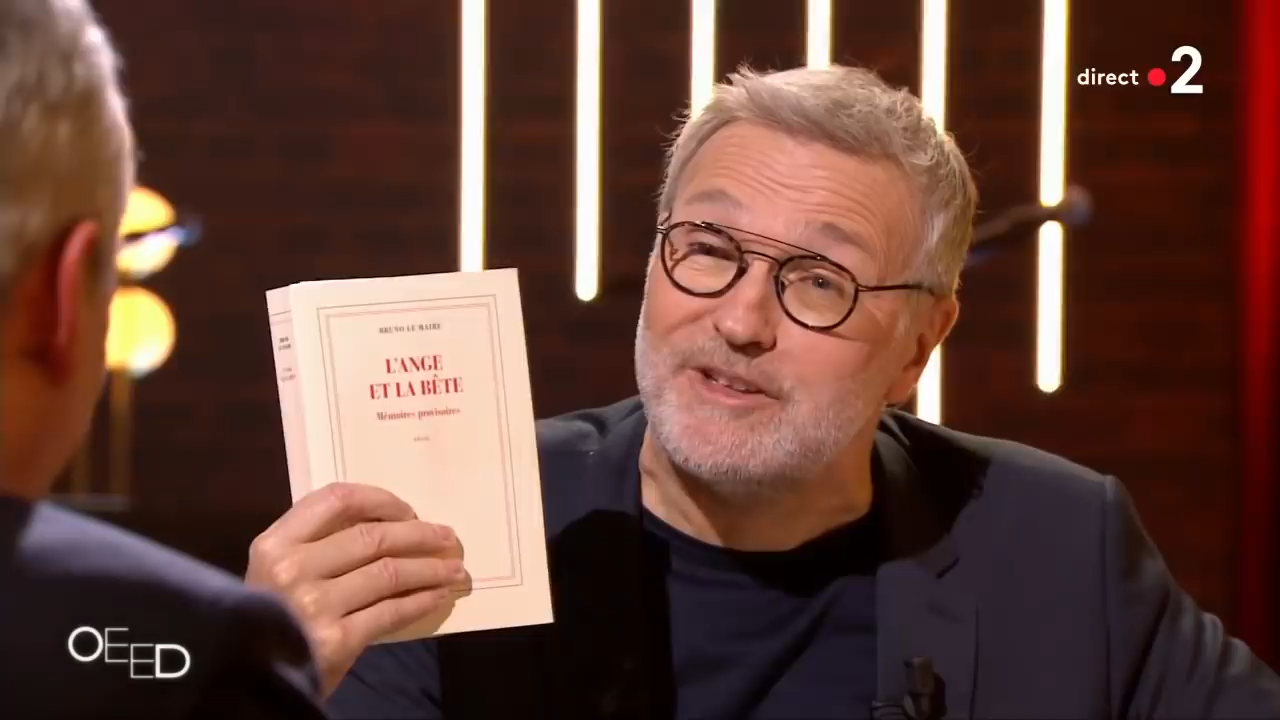 direct 2
BRUNO LE MAIRE
L'ANGE
ET LA BÊTE
Mémoires provisoires
OEED